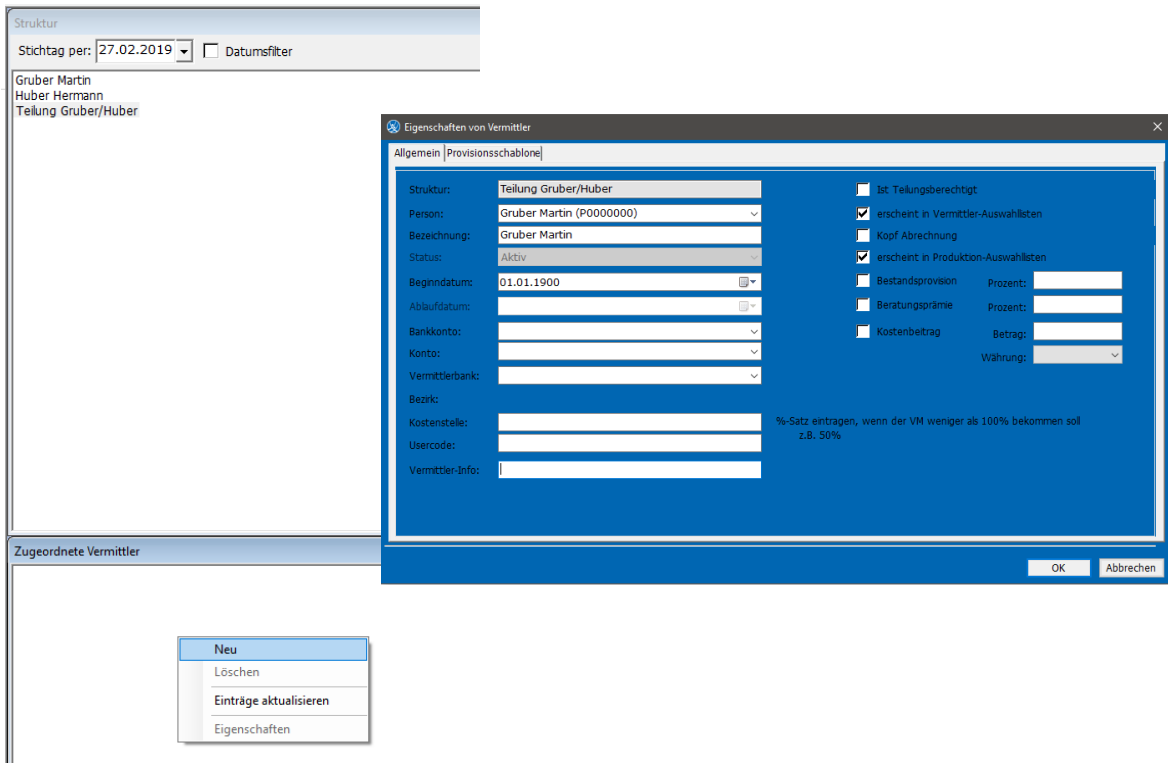 Struktur
Stichtag per: 27.02.2019 Datumsfilter
Gruber Martin
Huber Hermann
Teilung Gruber/Huber
Eigenschaften von Vermittler
Allgemein Provisionsschablone
Struktur: Teilung Gruber/Huber
Person: Gruber Martin (P0000000)
Bezeichnung: Gruber Martin
Status: Aktiv
Beginndatum: 01.01.1900
Ablaufdatum:
Bankkonto:
Konto:
Vermittlerbank:
Bezirk:
Kostenstelle:
Usercode:
Vermittler-Info:
Ist Teilungsberechtigt
erscheint in Vermittler-Auswahllisten
Kopf Abrechnung
erscheint in Produktion-Auswahllisten
Bestandsprovision Prozent:
Beratungsprämie Prozent:
Kostenbeitrag Betrag:
Währung:
%-Satz eintragen, wenn der VM weniger als 100% bekommen soll
z.B. 50%
OK Abbrechen
Zugeordnete Vermittler
Neu
Löschen
Einträge aktualisieren
Eigenschaften